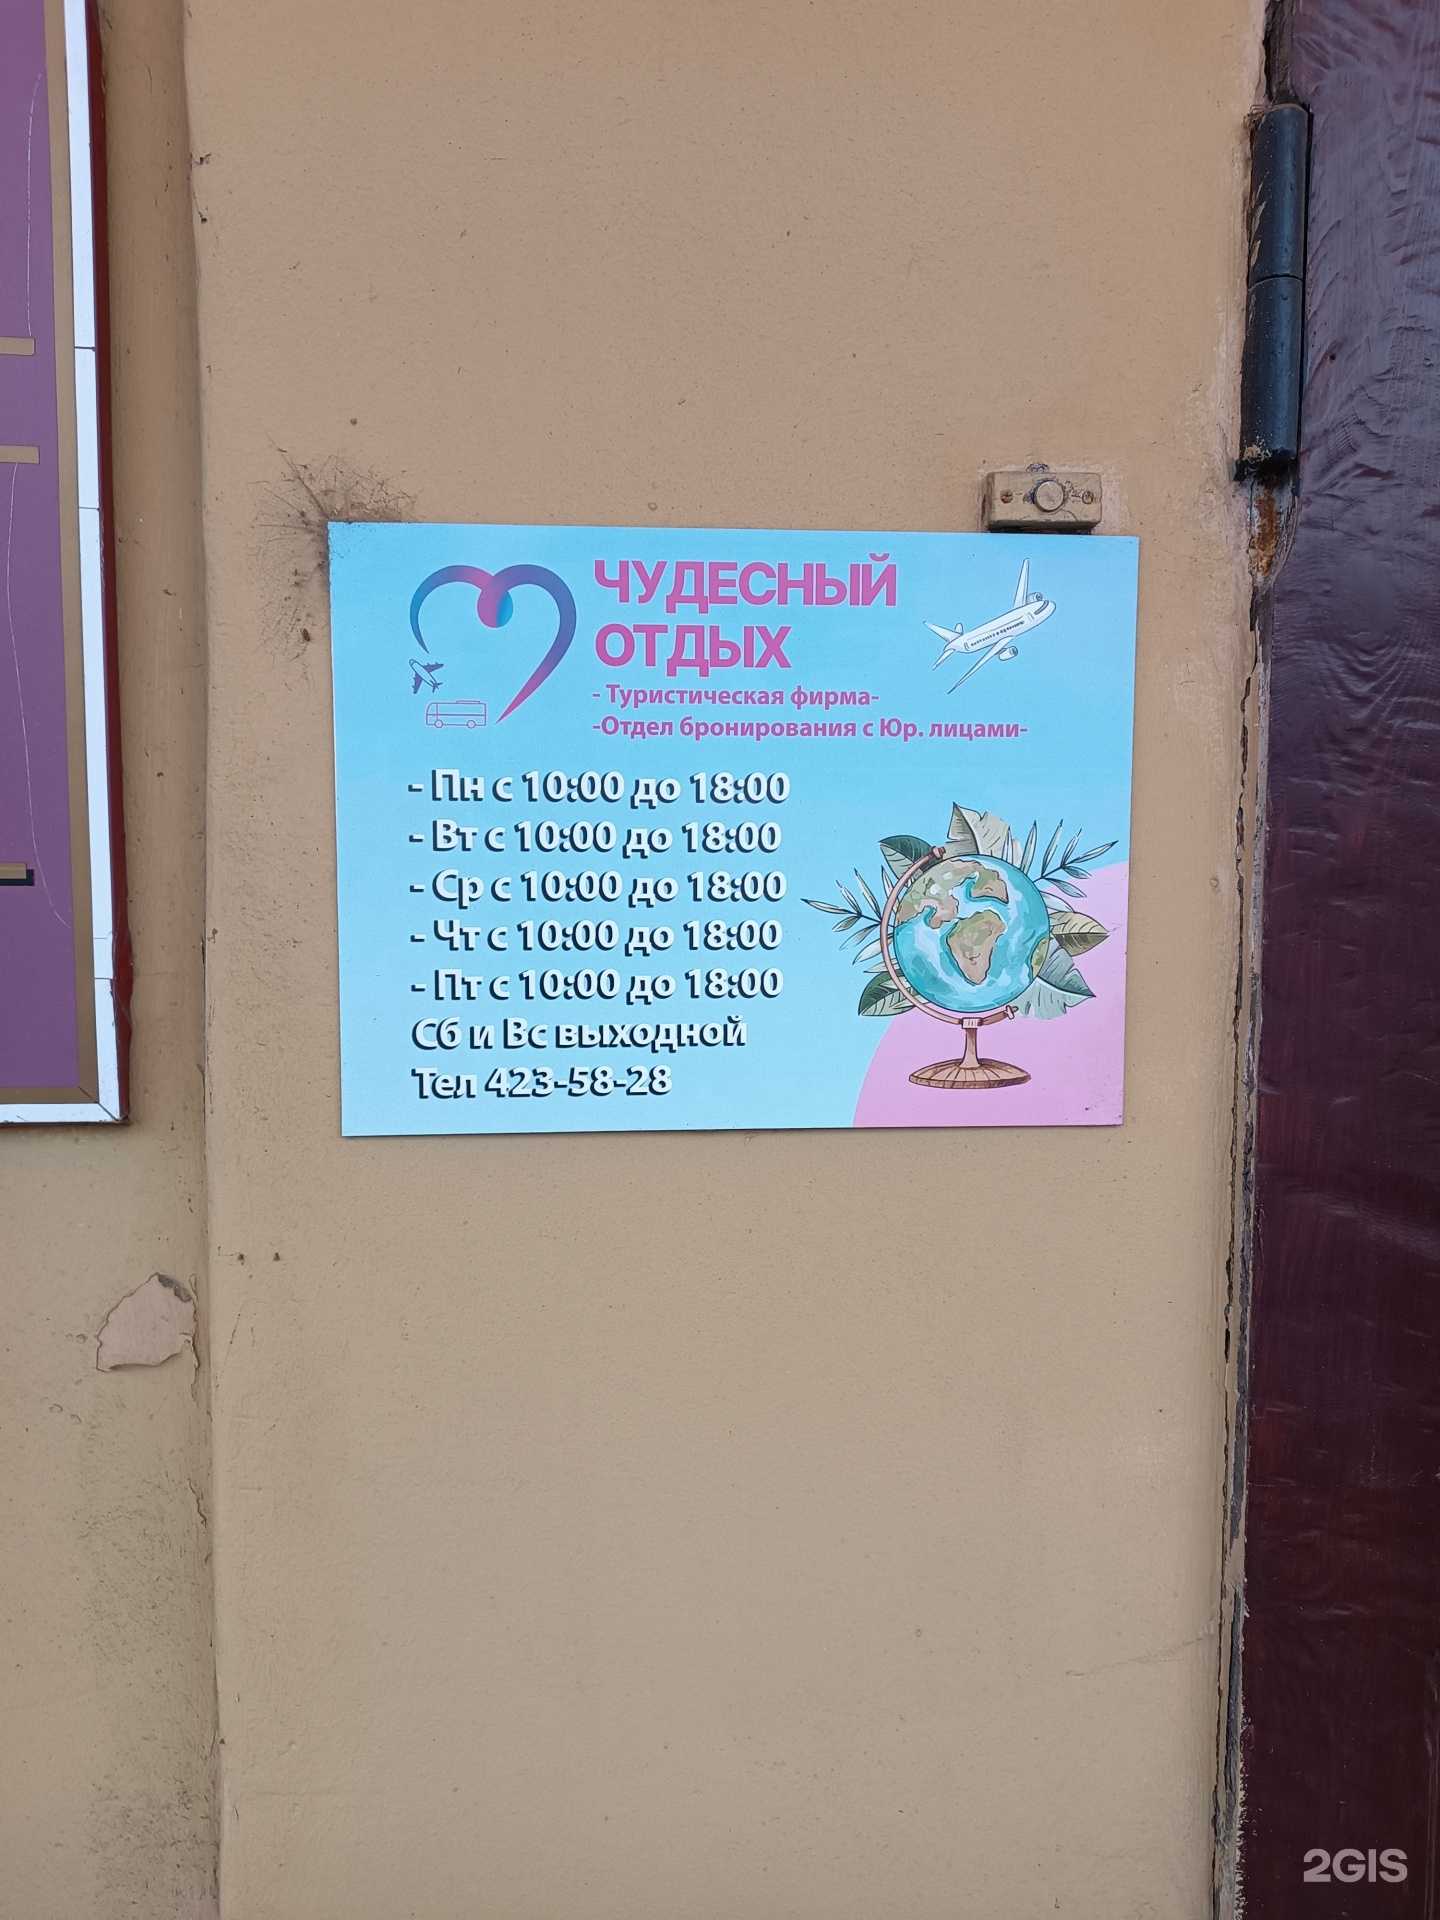 ЧУДЕСНЫЙ
ОТДЫХ
- Туристическая фирма-
-Отдел бронирования с Юр. лицами-
- Пн с 10:00 до 18:00
- Вт с 10:00 до 18:00
- Ср с 10:00 до 18:00
- Чт с 10:00 до 18:00
- Пт с 10:00 до 18:00
Сб и Вс выходной
Тел 423-58-28
2GIS